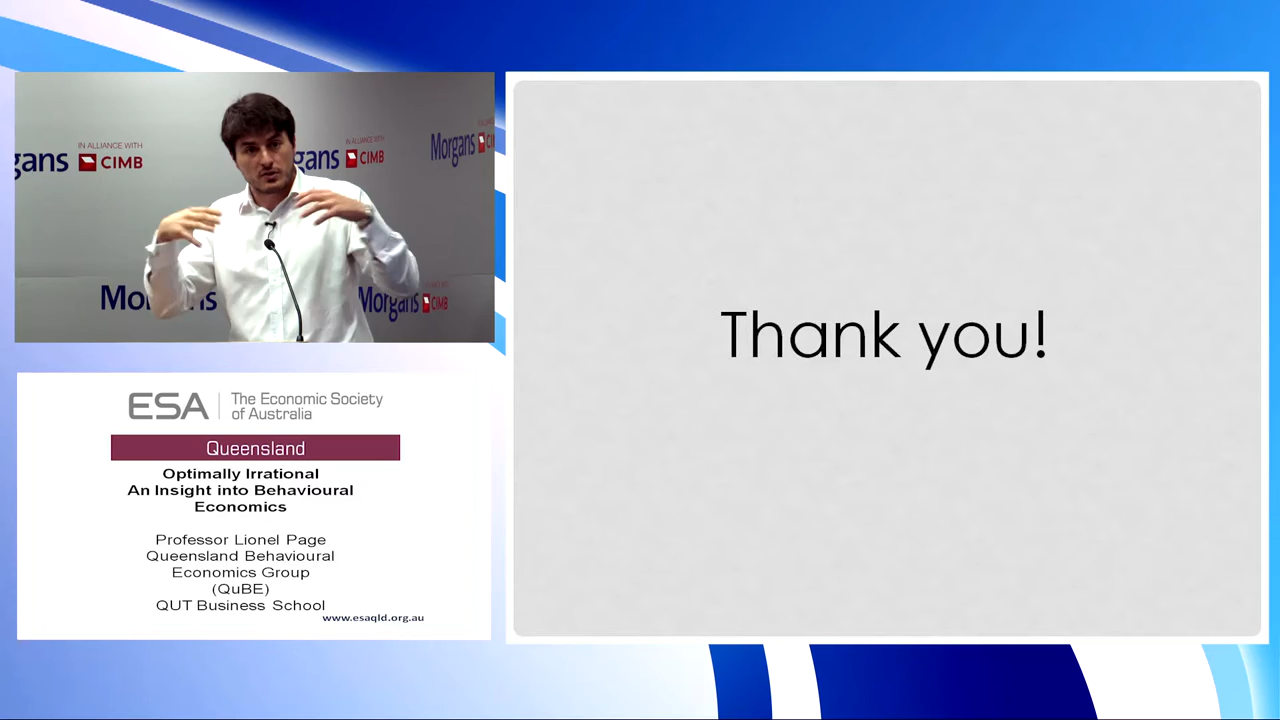 IN ALLIANCE WITH
gans CIMB
IN ALLIANCE WITH
gans CIMB
Morgans CI
Mo s
Morgans CIMB
ESA The Economic Society
of Australia
Queensland
Optimally Irrational
An Insight into Behavioural
Economics
Professor Lionel Page
Queensland Behavioural
Economics Group
(QuBE)
QUT Business School
www.esaqld.org.au
Thank you!